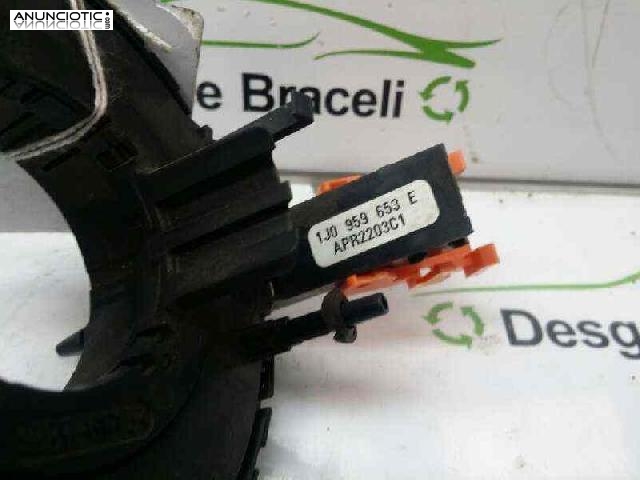 ANUNCIOTIC
e Braceli
1J0 959 653 E
APR2203C1
Desg